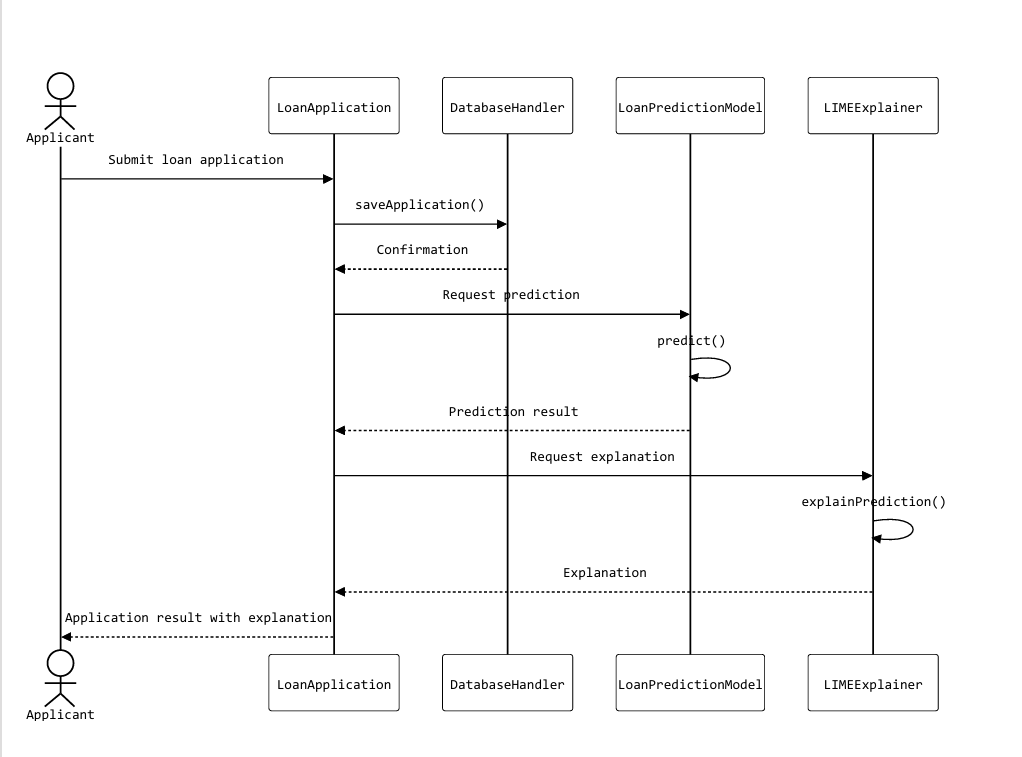 Applicant
LoanApplication
DatabaseHandler
LoanPredictionModel
LIMEExplainer
Submit loan application
saveApplication()
Confirmation
Request prediction
predict()
Prediction result
Request explanation
explainPrediction()
Explanation
Application result with explanation
Applicant
LoanApplication
DatabaseHandler
LoanPredictionModel
LIMEExplainer